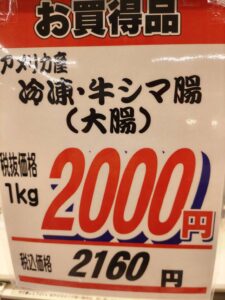 お買得品
アメリカ産
冷凍・牛シマ腸
(大腸)
税抜価格
1kg
2000円
税込価格 2160円